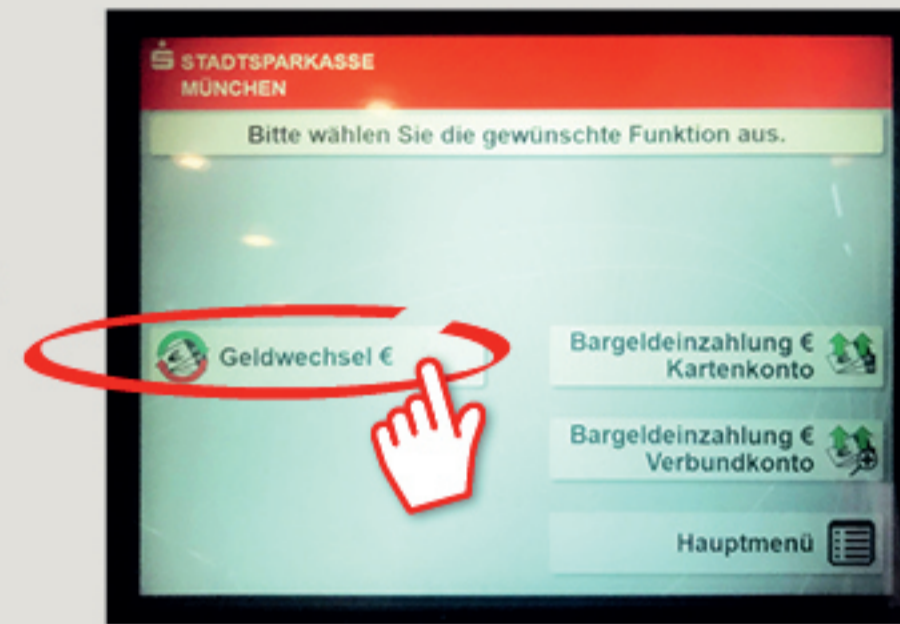 STADTSPARKASSE
MÜNCHEN
Bitte wählen Sie die gewünschte Funktion aus.
Geldwechsel €
Bargeldeinzahlung €
Kartenkonto
Bargeldeinzahlung €
Verbundkonto
Hauptmenü